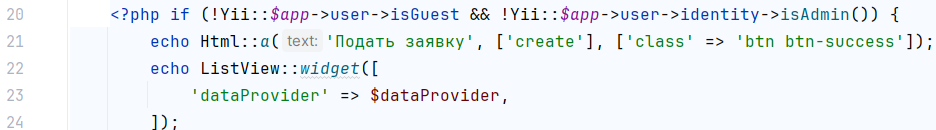 20 <?php if (!Yii::$app->user->isGuest && !Yii::$app->user->identity->isAdmin()) {
21 echo Html::a( text: 'Подать заявку', ['create'], ['class' => 'btn btn-success']);
22 echo ListView::widget([
23 'dataProvider' => $dataProvider,
24 ]);